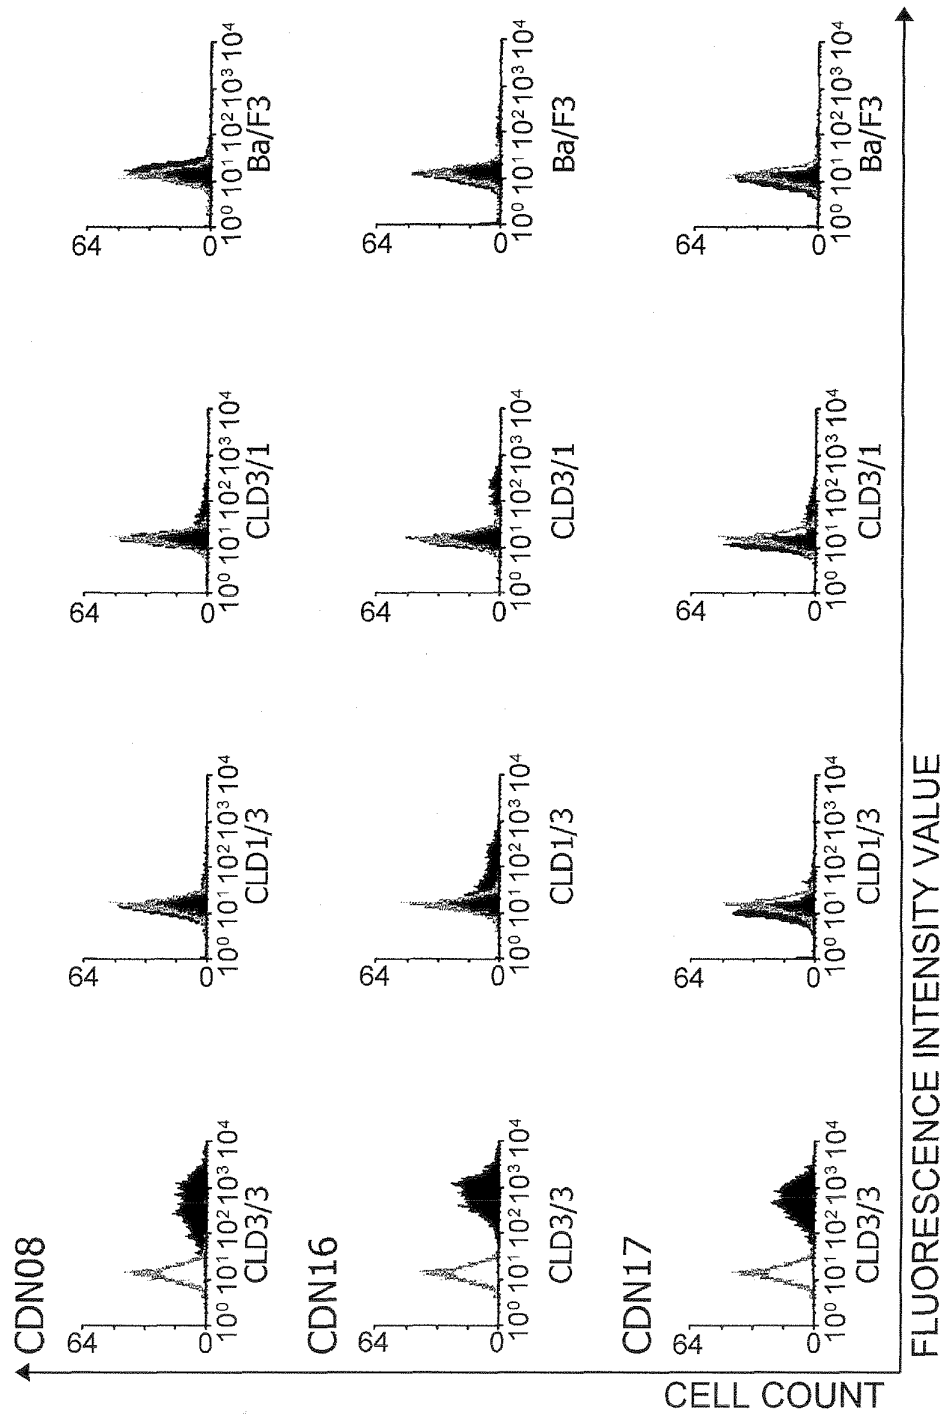 CDN08
64
0
10⁰ 10¹ 10² 10³ 10⁴
CLD3/3
64
0
10⁰ 10¹ 10² 10³ 10⁴
CLD1/3
64
0
10⁰ 10¹ 10² 10³ 10⁴
CLD3/1
64
0
10⁰ 10¹ 10² 10³ 10⁴
Ba/F3
CDN16
64
0
10⁰ 10¹ 10² 10³ 10⁴
CLD3/3
64
0
10⁰ 10¹ 10² 10³ 10⁴
CLD1/3
64
0
10⁰ 10¹ 10² 10³ 10⁴
CLD3/1
64
0
10⁰ 10¹ 10² 10³ 10⁴
Ba/F3
CDN17
64
0
10⁰ 10¹ 10² 10³ 10⁴
CLD3/3
64
0
10⁰ 10¹ 10² 10³ 10⁴
CLD1/3
64
0
10⁰ 10¹ 10² 10³ 10⁴
CLD3/1
64
0
10⁰ 10¹ 10² 10³ 10⁴
Ba/F3
CELL COUNT
FLUORESCENCE INTENSITY VALUE